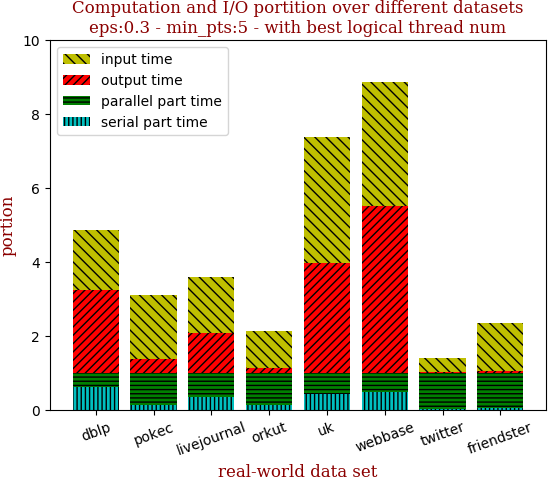 Computation and I/O portition over different datasets
eps:0.3 - min_pts:5 - with best logical thread num
10
8
6
4
2
0
portion
input time
output time
parallel part time
serial part time
dblp
pokec
livejournal
orkut
uk
webbase
twitter
friendster
real-world data set